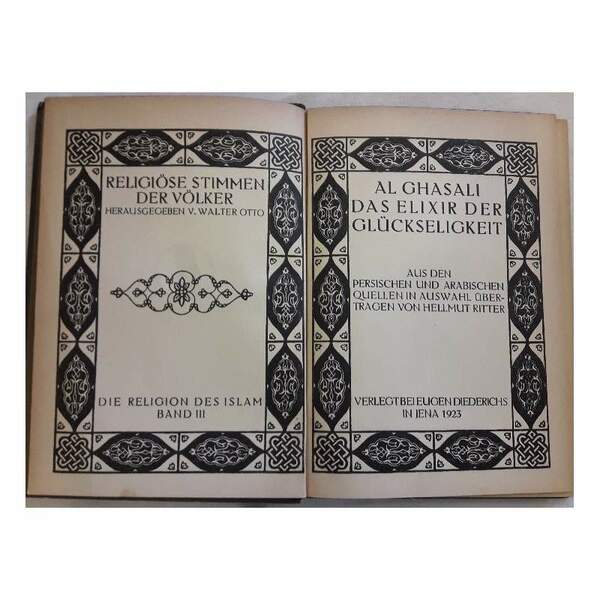 RELIGIÖSE STIMMEN
DER VÖLKER
HERAUSGEGEBEN V. WALTER OTTO
DIE RELIGION DES ISLAM
BAND III
AL GHASALI
DAS ELIXIR DER
GLÜCKSELIGKEIT
AUS DEN
PERSISCHEN UND ARABISCHEN
QUELLEN IN AUSWAHL ÜBER-
TRAGEN VON HELLMUT RITTER
VERLEGT BEI EUGEN DIEDERICHS
IN JENA 1923